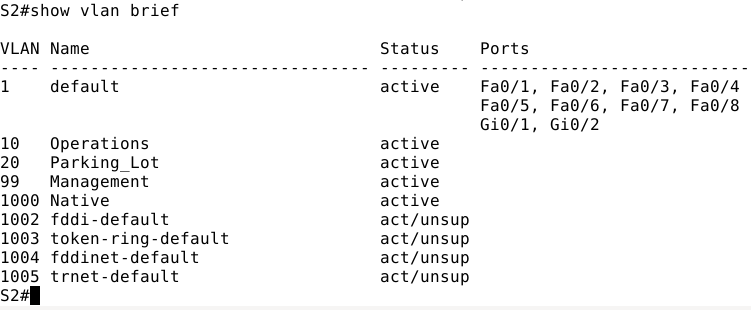 S2#show vlan brief
VLAN Name                             Status    Ports
---- -------------------------------- --------- -------------------------------
1    default                          active    Fa0/1, Fa0/2, Fa0/3, Fa0/4
                                                Fa0/5, Fa0/6, Fa0/7, Fa0/8
                                                Gi0/1, Gi0/2
10   Operations                       active
20   Parking_Lot                      active
99   Management                       active
1000 Native                           active
1002 fddi-default                     act/unsup
1003 token-ring-default               act/unsup
1004 fddinet-default                  act/unsup
1005 trnet-default                    act/unsup
S2#